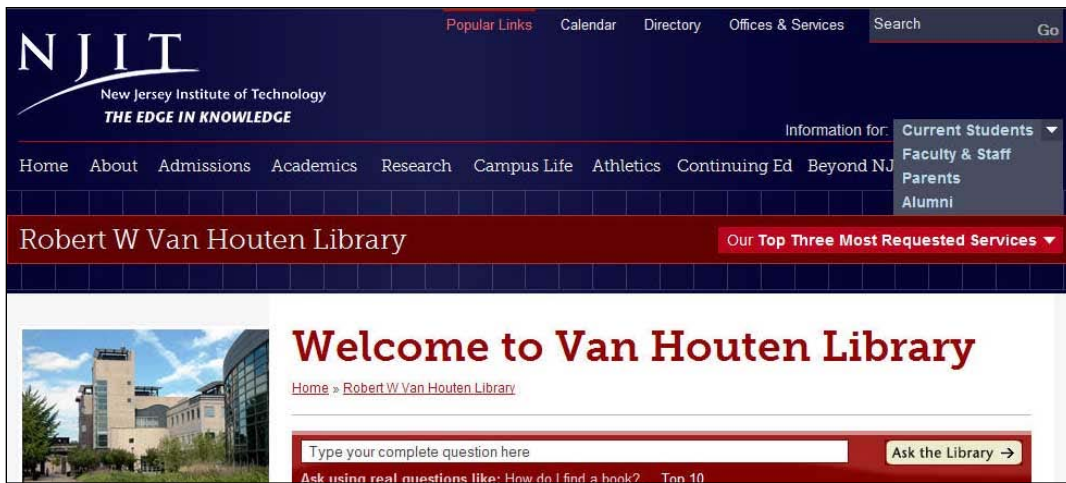 Popular Links Calendar Directory Offices & Services Search Go
NJIT
New Jersey Institute of Technology
THE EDGE IN KNOWLEDGE
Information for: Current Students
Faculty & Staff
Parents
Alumni
Home About Admissions Academics Research Campus Life Athletics Continuing Ed Beyond NJ
Robert W Van Houten Library
Our Top Three Most Requested Services
Welcome to Van Houten Library
Home » Robert W Van Houten Library
Type your complete question here
Ask the Library →
Ask using real questions like: How do I find a book? Top 10